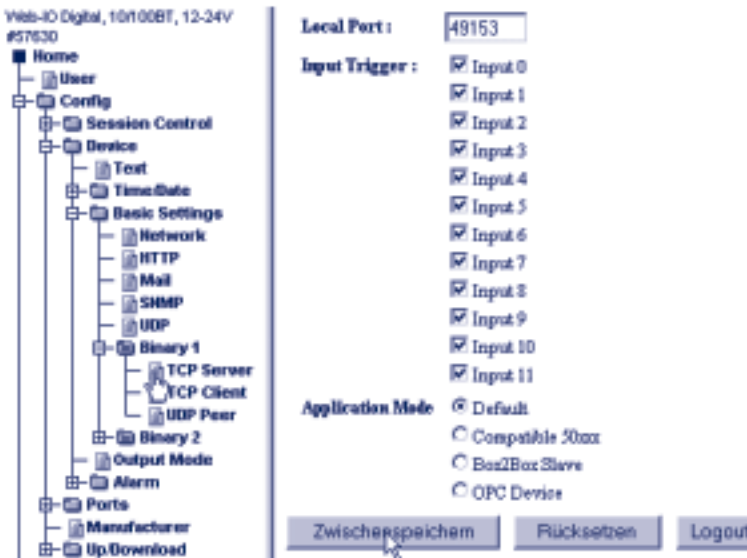 Web-IO Digital, 10/100BT, 12-24V
#57630
Home
User
Config
Session Control
Device
Text
Time/Date
Basic Settings
Network
HTTP
Mail
SNMP
UDP
Binary 1
TCP Server
TCP Client
UDP Peer
Binary 2
Output Mode
Alarm
Ports
Manufacturer
Up/Download
Local Port :
49153
Input Trigger :
Input 0
Input 1
Input 2
Input 3
Input 4
Input 5
Input 6
Input 7
Input 8
Input 9
Input 10
Input 11
Application Mode
Default
Compatible 50xxx
Box2Box Slave
OPC Device
Zwischenspeichern
Rücksetzen
Logout